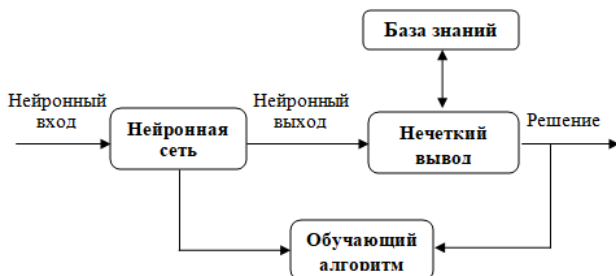 База знаний
Нейронный
вход
Нейронная
сеть
Нейронный
выход
Нечеткий
вывод
Решение
Обучающий
алгоритм